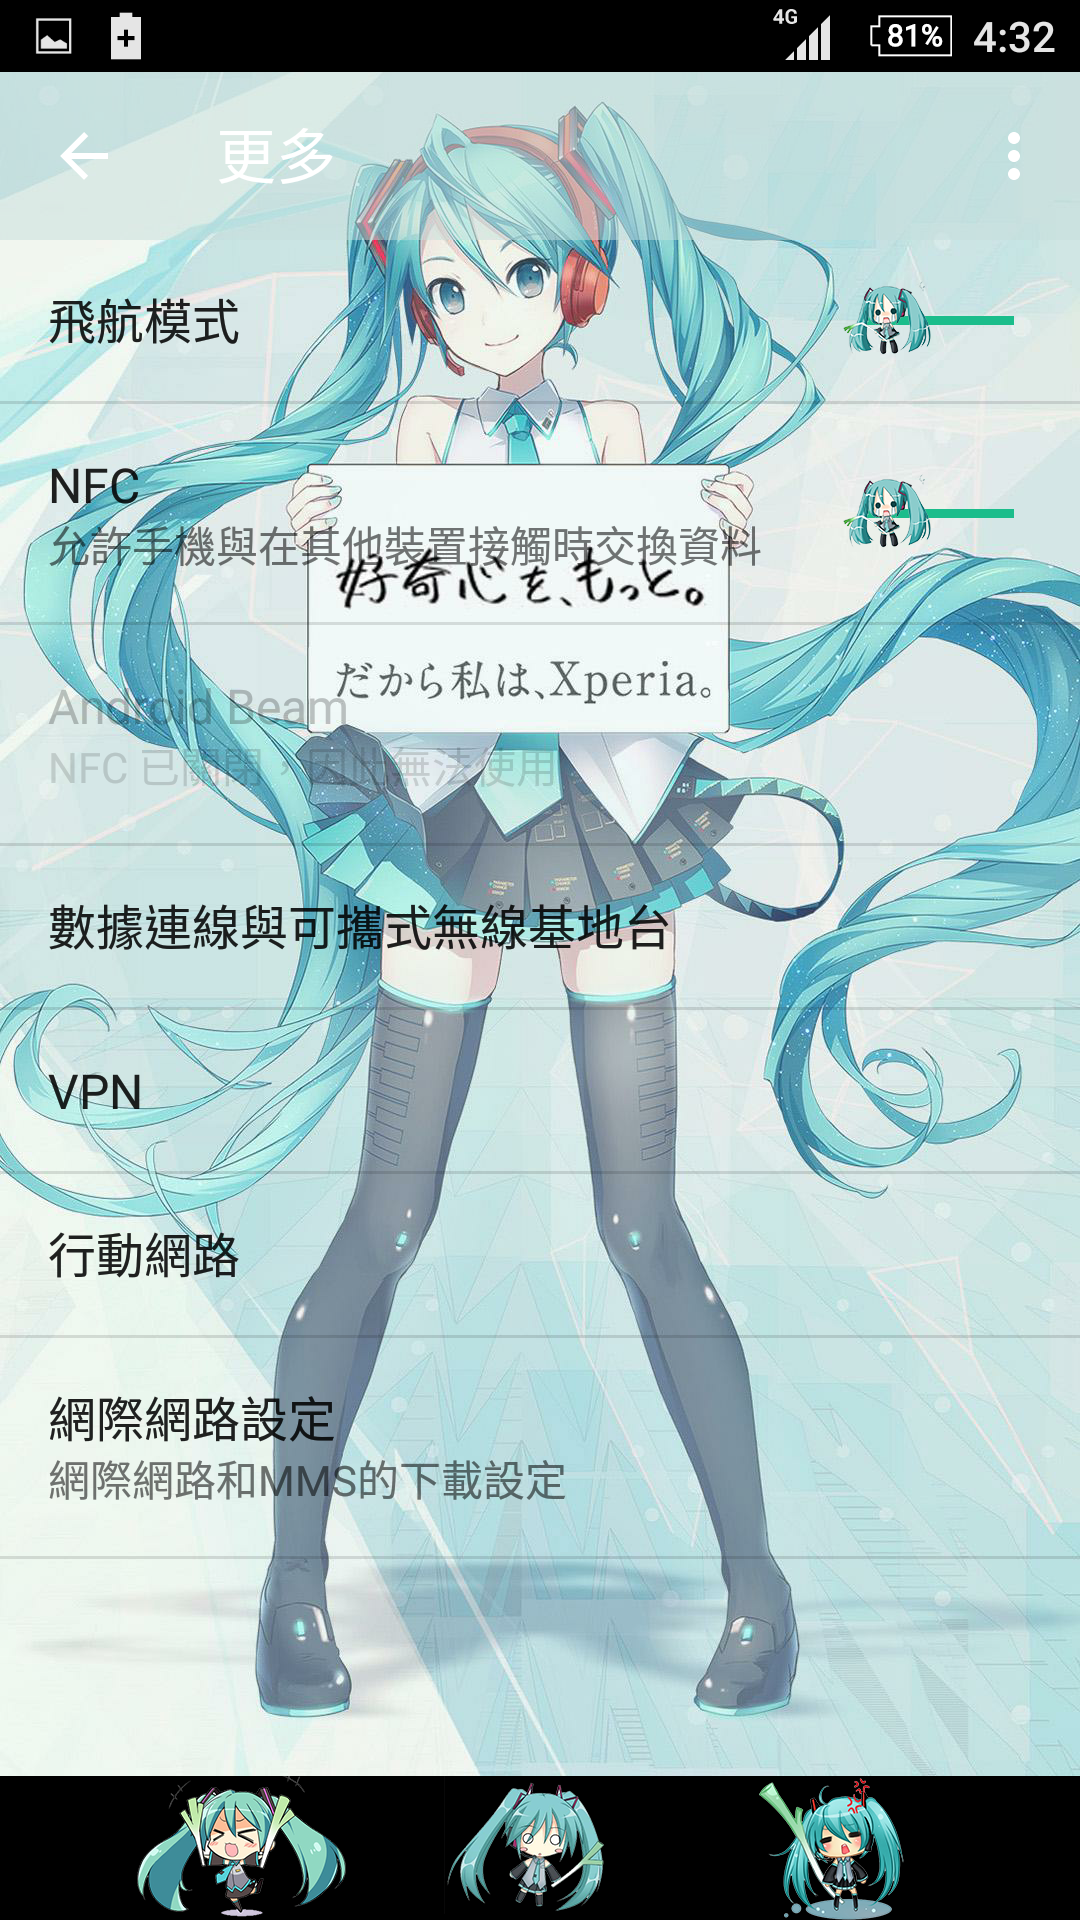 4G 81% 4:32
更多
飛航模式
NFC
允許手機與在其他裝置接觸時交換資料
好奇心を、もっと。
だから私は、Xperia。
Android Beam
NFC 已關閉，因此無法使用
數據連線與可攜式無線基地台
VPN
行動網路
網際網路設定
網際網路和MMS的下載設定